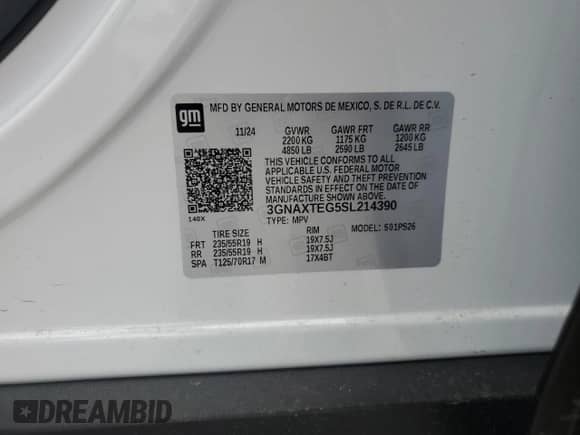 gm MFD BY GENERAL MOTORS DE MEXICO, S. DE R.L. DE C.V.
11/24 GVWR GAWR FRT GAWR RR
2200 KG 1175 KG 1200 KG
4850 LB 2590 LB 2645 LB
THIS VEHICLE CONFORMS TO ALL
APPLICABLE U.S. FEDERAL MOTOR
VEHICLE SAFETY AND THEFT PREVENTION
STANDARDS IN EFFECT ON THE DATE OF
MANUFACTURE SHOWN ABOVE.
3GNAXTEG5SL214390
140X TYPE: MPV MODEL: S01PS26
TIRE SIZE RIM
FRT 235/55R19 H 19X7.5J
RR 235/55R19 H 19X7.5J
SPA T125/70R17 M 17X4BT
DREAMBID